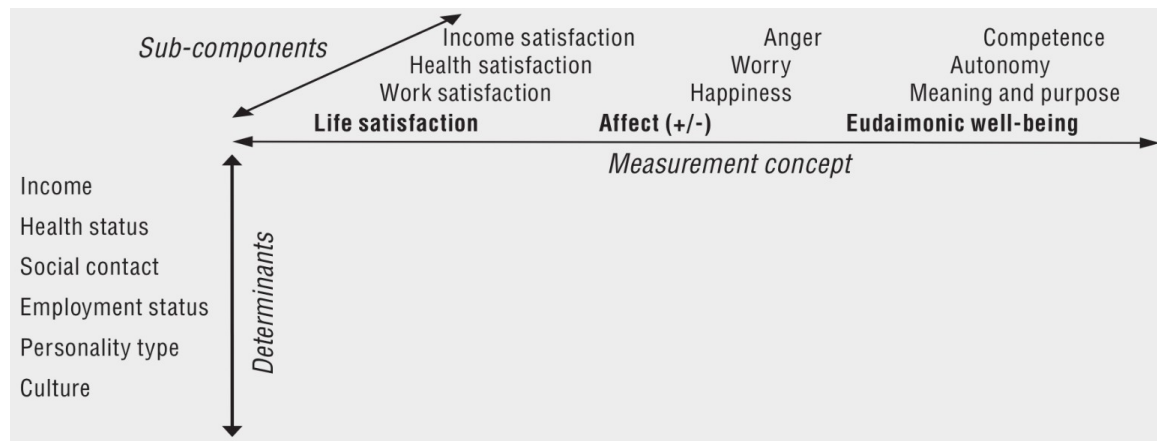 Sub-components
Income satisfaction Anger Competence
Health satisfaction Worry Autonomy
Work satisfaction Happiness Meaning and purpose
Life satisfaction Affect (+/-) Eudaimonic well-being
Measurement concept
Income
Health status
Social contact
Employment status
Personality type
Culture
Determinants